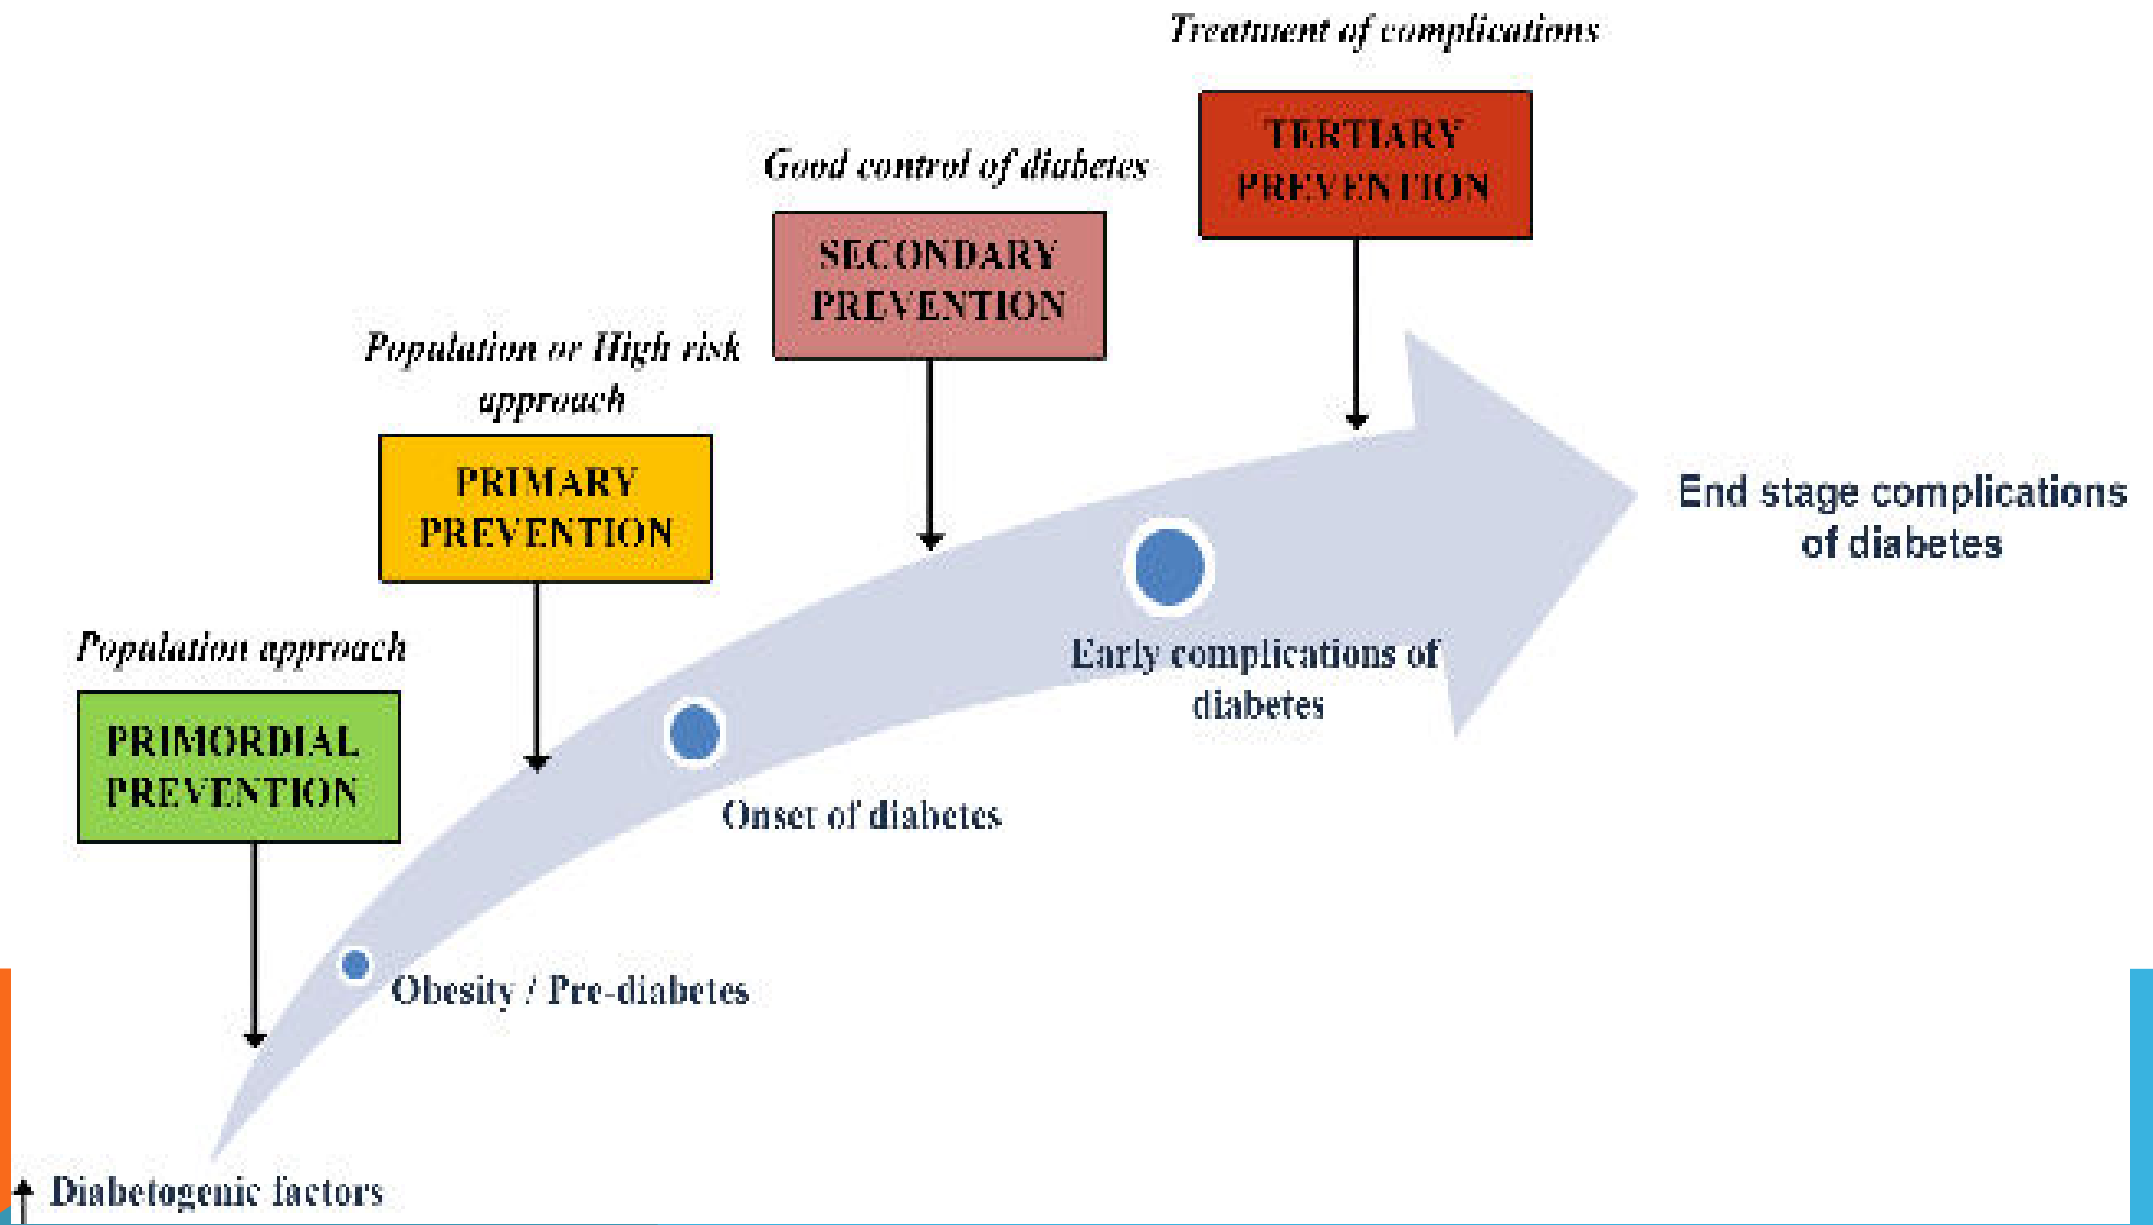 Treatment of complications
TERTIARY
PREVENTION
Good control of diabetes
SECONDARY
PREVENTION
Population or High risk
approach
PRIMARY
PREVENTION
End stage complications
of diabetes
Population approach
PRIMORDIAL
PREVENTION
Early complications of
diabetes
Onset of diabetes
Obesity / Pre-diabetes
↑ Diabetogenic factors